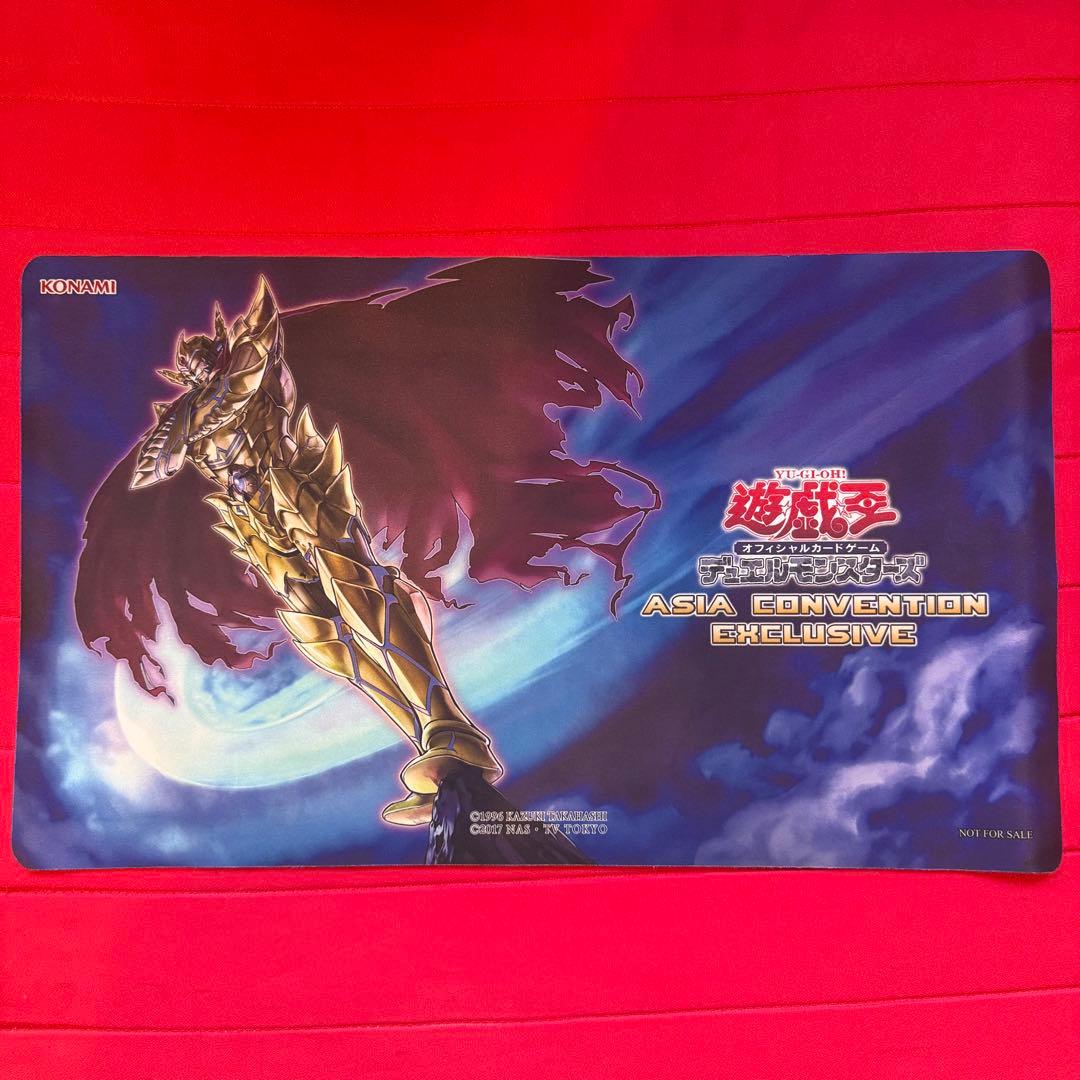 KONAMI
YU-GI-OH!
遊戯王
オフィシャルカードゲーム
デュエルモンスターズ
ASIA CONVENTION
EXCLUSIVE
©1996 KAZUKI TAKAHASHI
©2017 NAS・TV TOKYO
NOT FOR SALE